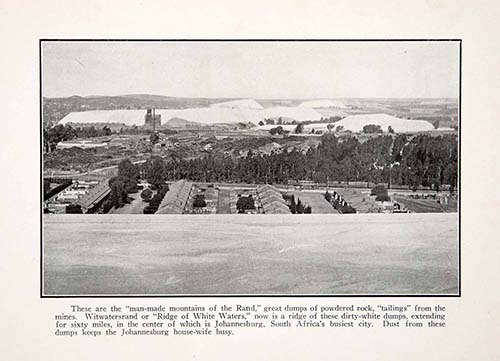 These are the "man-made mountains of the Rand," great dumps of powdered rock, "tailings" from the
mines. Witwatersrand or "Ridge of White Waters," now is a ridge of these dirty-white dumps, extending
for sixty miles, in the center of which is Johannesburg, South Africa's busiest city. Dust from these
dumps keeps the Johannesburg house-wife busy.